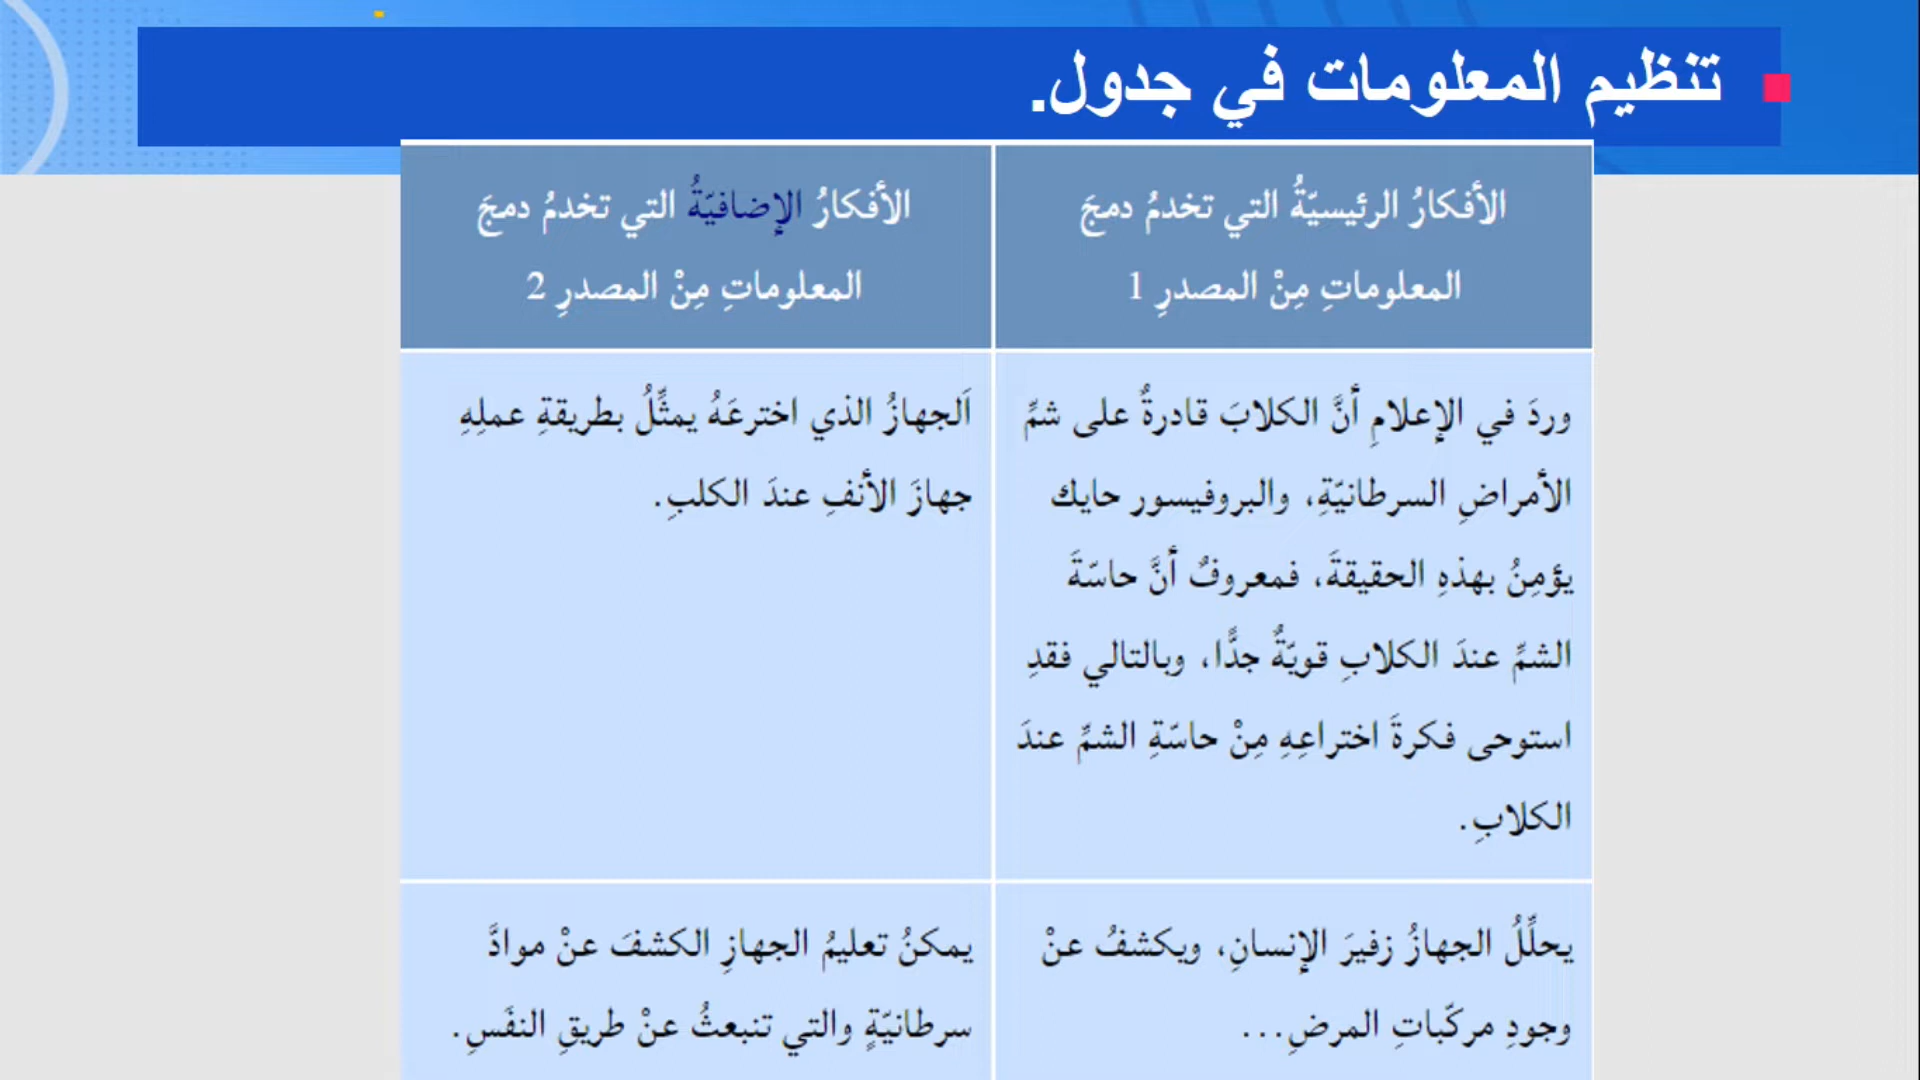 تنظيم المعلومات في جدول.
الأفكارُ الرئيسيّةُ التي تخدمُ دمجَ
المعلوماتِ مِنْ المصدرِ 1
الأفكارُ الإضافيّةُ التي تخدمُ دمجَ
المعلوماتِ مِنْ المصدرِ 2
وردَ في الإعلامِ أنَّ الكلابَ قادرةٌ على شمِّ
الأمراضِ السرطانيّةِ، والبروفيسور حايك
يؤمِنُ بهذهِ الحقيقةَ، فمعروفٌ أنَّ حاسّةَ
الشمِّ عندَ الكلابِ قويّةٌ جدًّا، وبالتالي فقدِ
استوحى فكرةَ اختراعِهِ مِنْ حاسّةِ الشمِّ عندَ
الكلابِ.
اَلجهازُ الذي اخترعَهُ يمثِّلُ بطريقةِ عملِهِ
جهازَ الأنفِ عندَ الكلبِ.
يحلِّلُ الجهازُ زفيرَ الإنسانِ، ويكشفُ عنْ
وجودِ مركّباتِ المرضِ...
يمكنُ تعليمُ الجهازِ الكشفَ عنْ موادَّ
سرطانيّةٍ والتي تنبعثُ عنْ طريقِ النفَسِ.